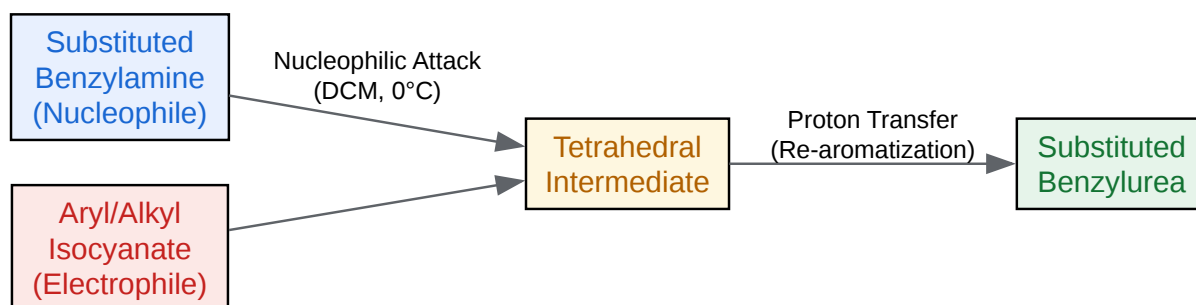 Substituted
Benzylamine
(Nucleophile)
Nucleophilic Attack
(DCM, 0°C)
Aryl/Alkyl
Isocyanate
(Electrophile)
Tetrahedral
Intermediate
Proton Transfer
(Re-aromatization)
Substituted
Benzylurea